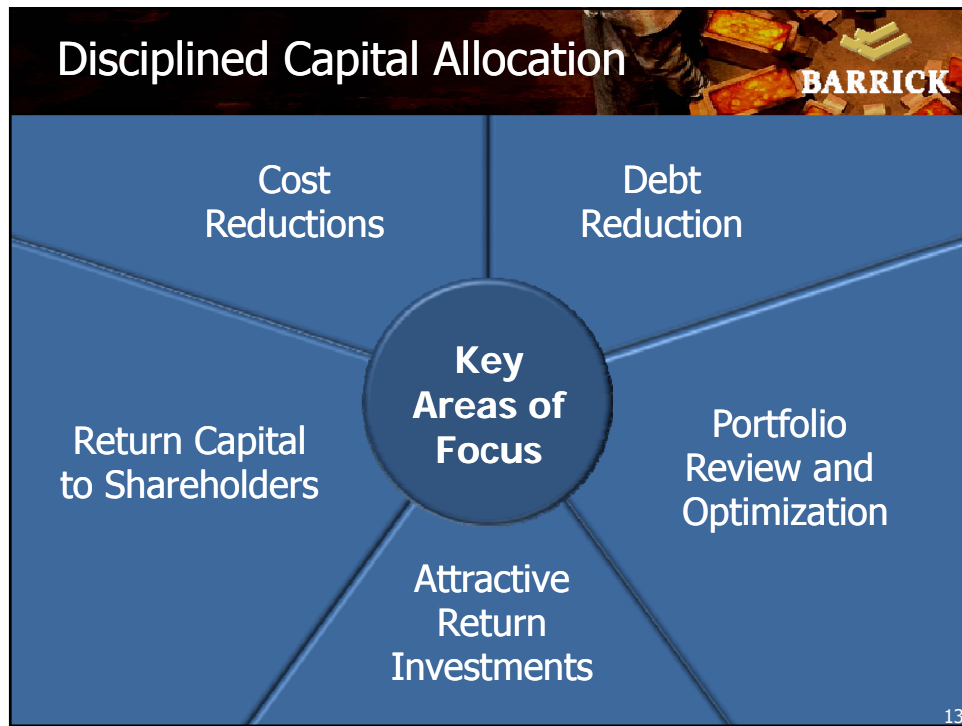 Disciplined Capital Allocation
BARRICK
Cost
Reductions
Debt
Reduction
Key
Areas of
Focus
Return Capital
to Shareholders
Portfolio
Review and
Optimization
Attractive
Return
Investments
13